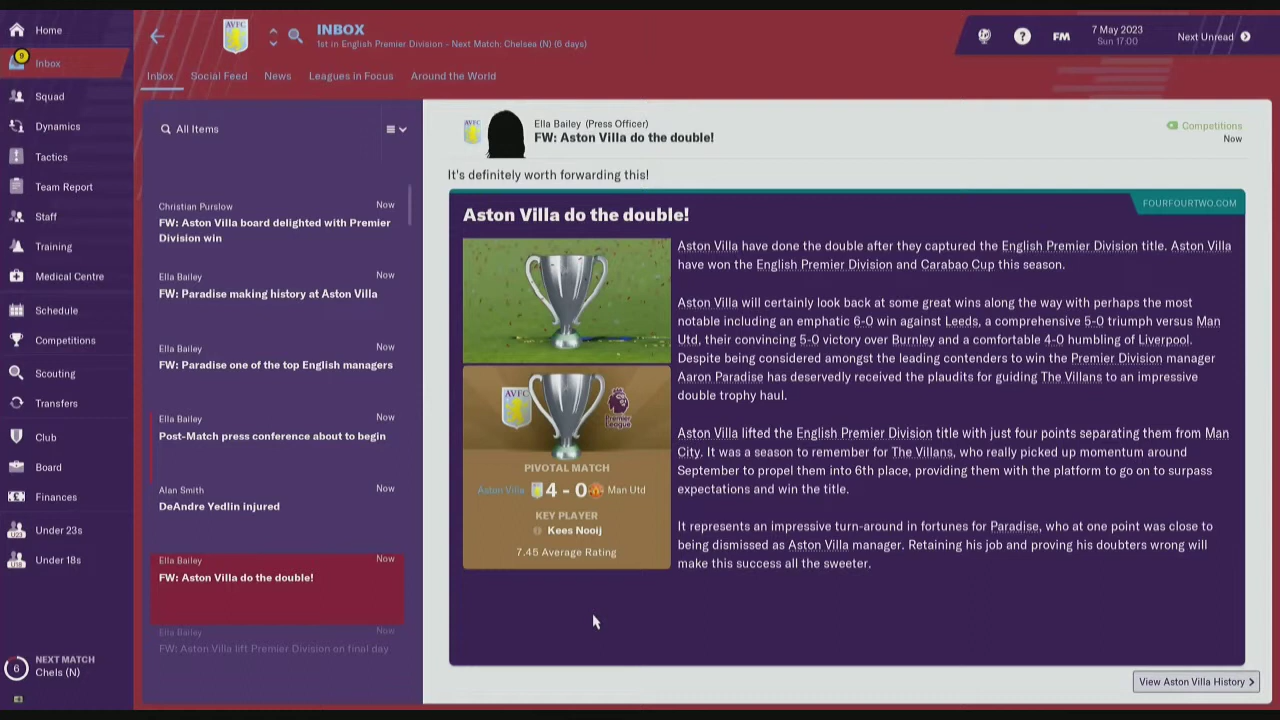 Home
Inbox
9
Squad
Dynamics
Tactics
Team Report
Staff
Training
Medical Centre
Schedule
Competitions
Scouting
Transfers
Club
Board
Finances
Under 23s
Under 18s
6
NEXT MATCH
Chels (N)
AVFC
INBOX
1st in English Premier Division - Next Match: Chelsea (N) (6 days)
?
FM
7 May 2023
Sun 17:00
Next Unread
Inbox
Social Feed
News
Leagues in Focus
Around the World
All Items
Christian Purslow
Now
FW: Aston Villa board delighted with Premier
Division win
Ella Bailey
Now
FW: Paradise making history at Aston Villa
Ella Bailey
Now
FW: Paradise one of the top English managers
Ella Bailey
Now
Post-Match press conference about to begin
Alan Smith
Now
DeAndre Yedlin injured
Ella Bailey
Now
FW: Aston Villa do the double!
Ella Bailey
Now
FW: Aston Villa lift Premier Division on final day
AVFC
Ella Bailey (Press Officer)
FW: Aston Villa do the double!
Competitions
Now
It's definitely worth forwarding this!
Aston Villa do the double!
FOURFOURTWO.COM
Aston Villa have done the double after they captured the English Premier Division title. Aston Villa
have won the English Premier Division and Carabao Cup this season.
Aston Villa will certainly look back at some great wins along the way with perhaps the most
notable including an emphatic 6-0 win against Leeds, a comprehensive 5-0 triumph versus Man
Utd, their convincing 5-0 victory over Burnley and a comfortable 4-0 humbling of Liverpool.
Despite being considered amongst the leading contenders to win the Premier Division manager
Aaron Paradise has deservedly received the plaudits for guiding The Villans to an impressive
double trophy haul.
Aston Villa lifted the English Premier Division title with just four points separating them from Man
City. It was a season to remember for The Villans, who really picked up momentum around
September to propel them into 6th place, providing them with the platform to go on to surpass
expectations and win the title.
It represents an impressive turn-around in fortunes for Paradise, who at one point was close to
being dismissed as Aston Villa manager. Retaining his job and proving his doubters wrong will
make this success all the sweeter.
AVFC
Premier
League
PIVOTAL MATCH
Aston Villa 4 - 0 Man Utd
KEY PLAYER
Kees Nooij
7.45 Average Rating
View Aston Villa History